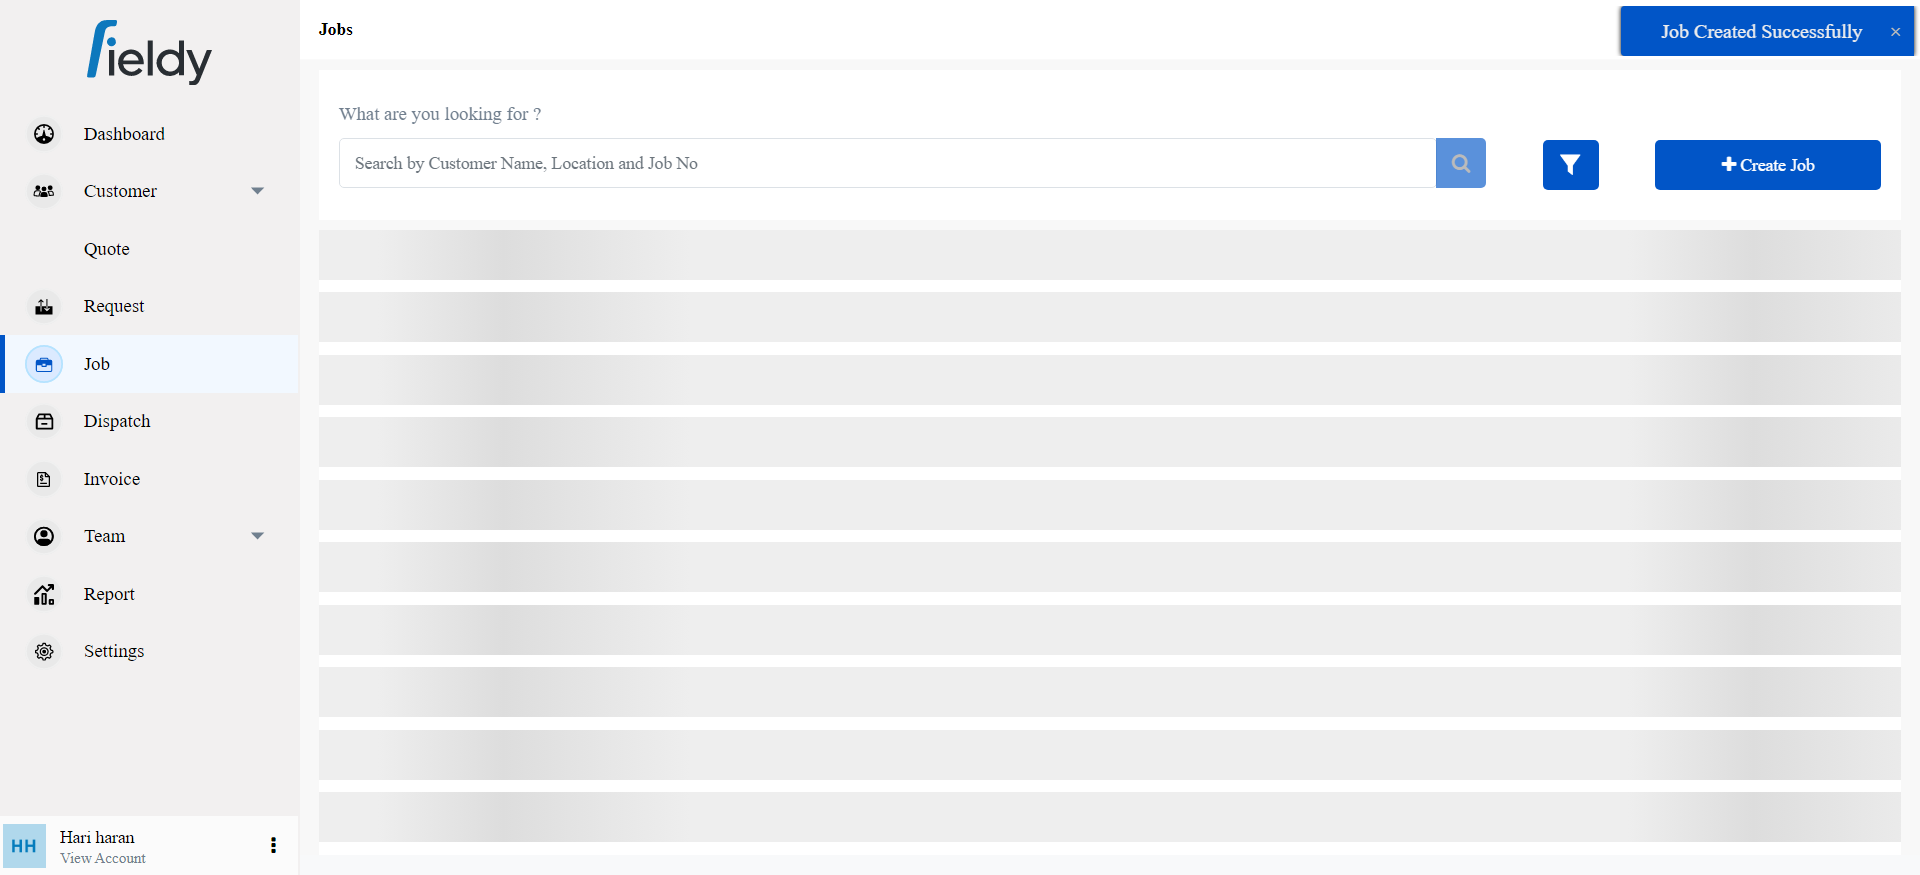 fieldy
Dashboard
Customer
Quote
Request
Job
Dispatch
Invoice
Team
Report
Settings
HH
Hari haran
View Account
Jobs
Job Created Successfully ×
What are you looking for ?
Search by Customer Name, Location and Job No
Create Job